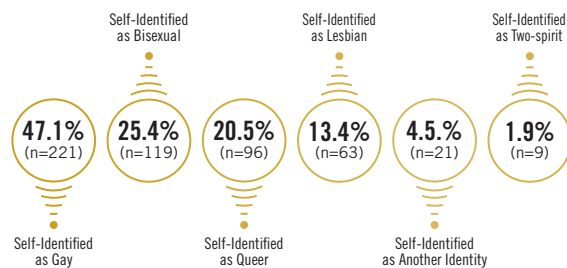 Self-Identified
as Bisexual
Self-Identified
as Lesbian
Self-Identified
as Two-spirit
47.1%
(n=221)
25.4%
(n=119)
20.5%
(n=96)
13.4%
(n=63)
4.5.%
(n=21)
1.9%
(n=9)
Self-Identified
as Gay
Self-Identified
as Queer
Self-Identified
as Another Identity